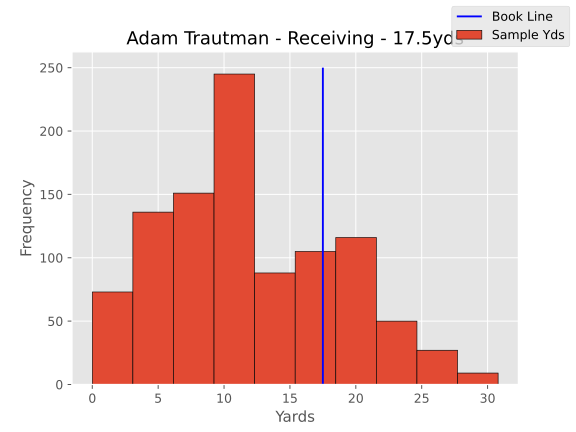 Book Line
Sample Yds
Adam Trautman - Receiving - 17.5yds
250
200
150
100
50
0
Frequency
0 5 10 15 20 25 30
Yards